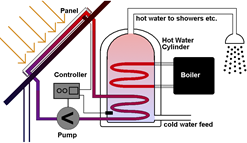 Panel
hot water to showers etc.
Hot Water
Cylinder
Controller
Boiler
Pump
cold water feed